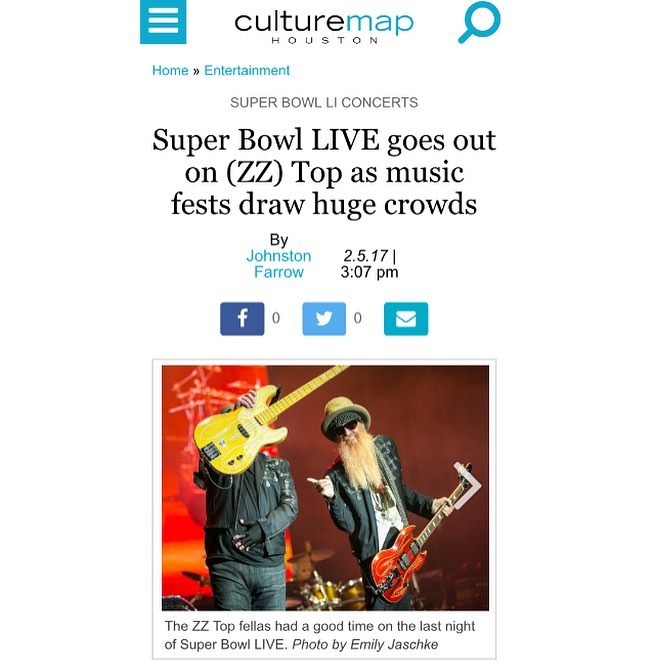 culturemap
HOUSTON
Home » Entertainment
SUPER BOWL LI CONCERTS
Super Bowl LIVE goes out
on (ZZ) Top as music
fests draw huge crowds
By
Johnston
Farrow
2.5.17 |
3:07 pm
f 0 0
The ZZ Top fellas had a good time on the last night
of Super Bowl LIVE. Photo by Emily Jaschke